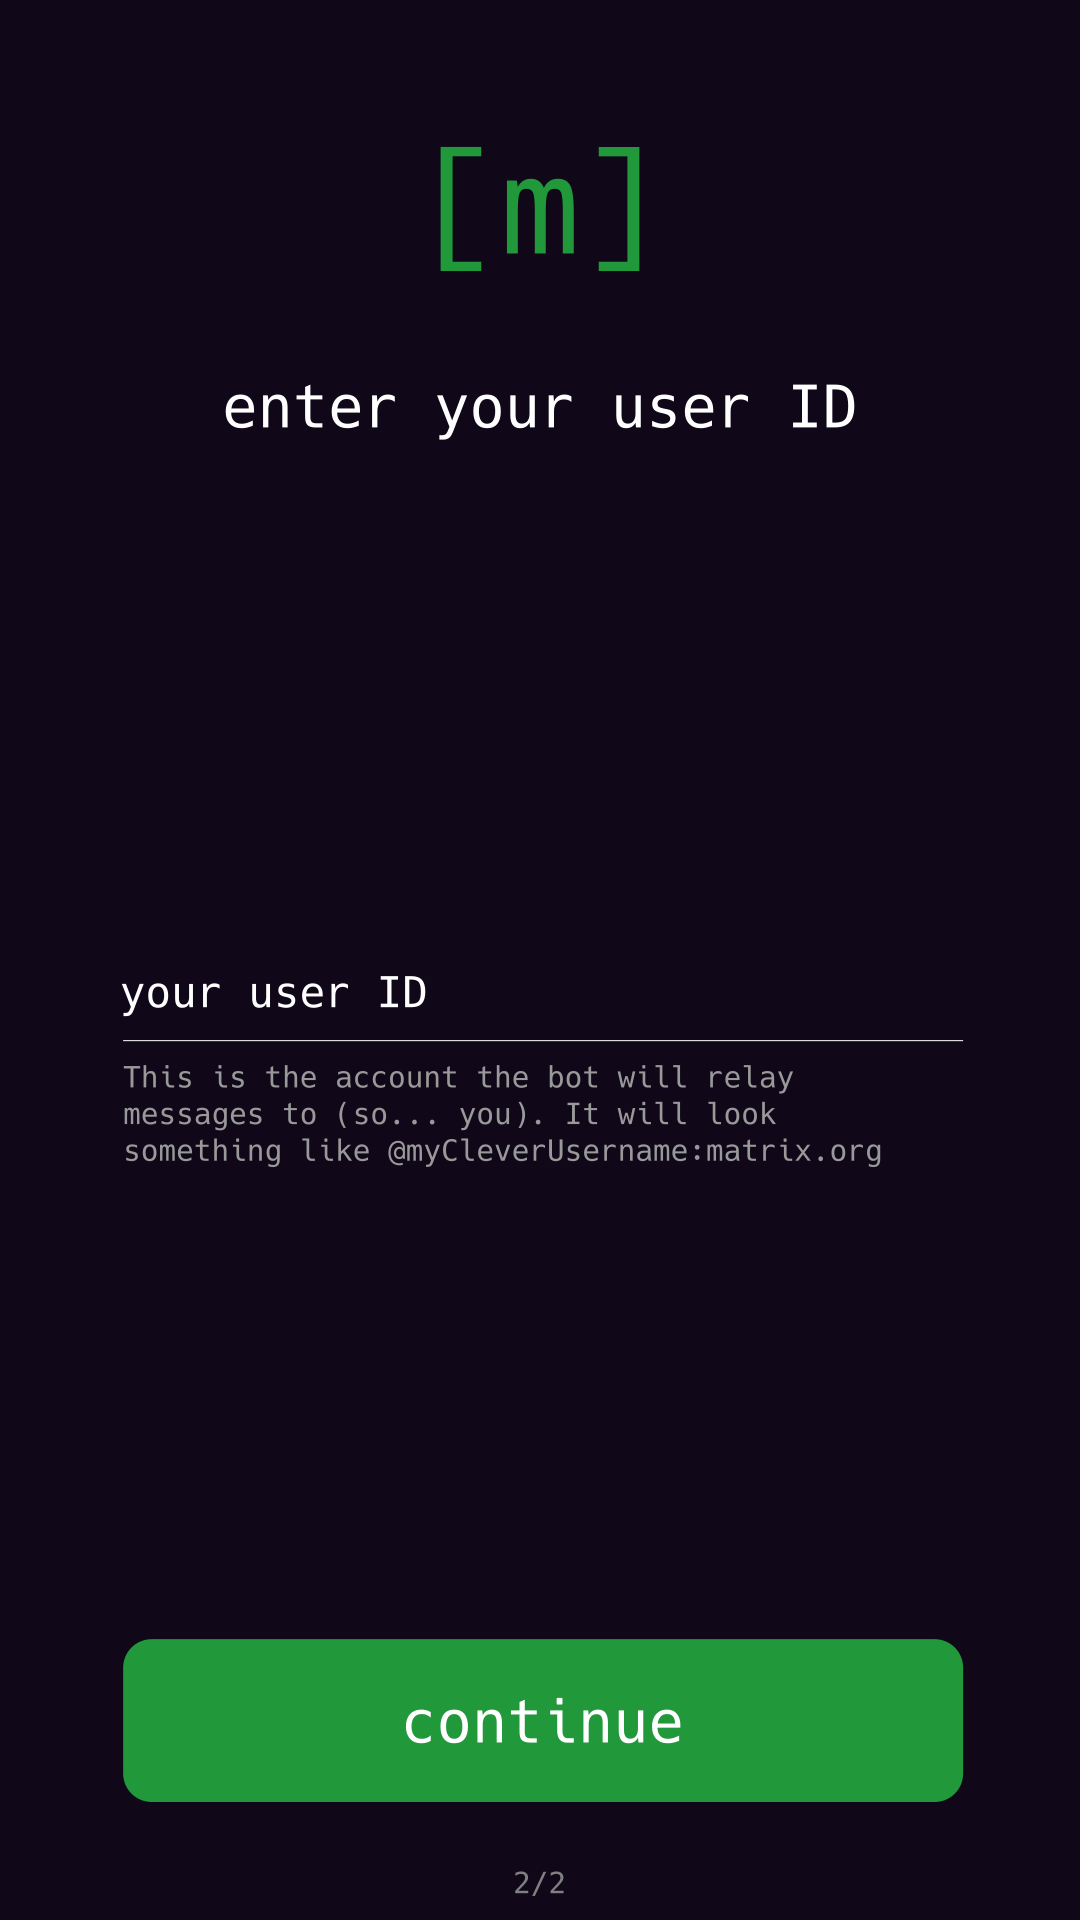 [m]
enter your user ID
your user ID
This is the account the bot will relay
messages to (so... you). It will look
something like @myCleverUsername:matrix.org
continue
2/2